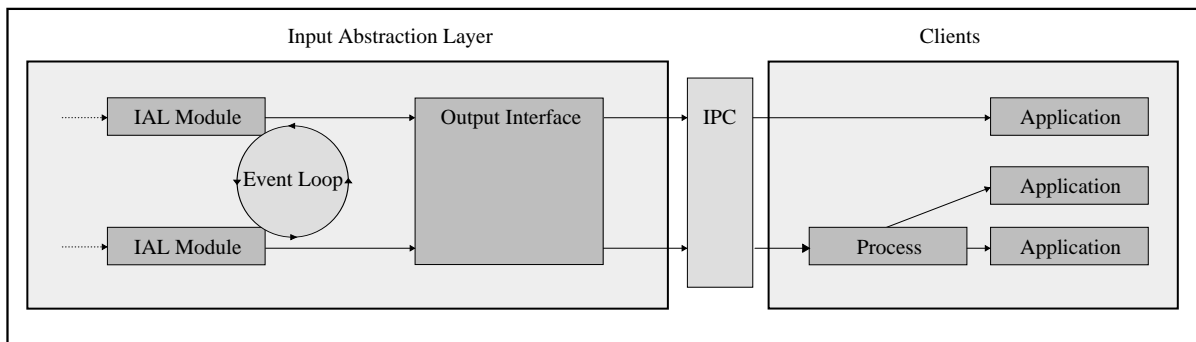 Input Abstraction Layer
Clients
IAL Module
Output Interface
IPC
Application
Event Loop
Application
IAL Module
Process
Application